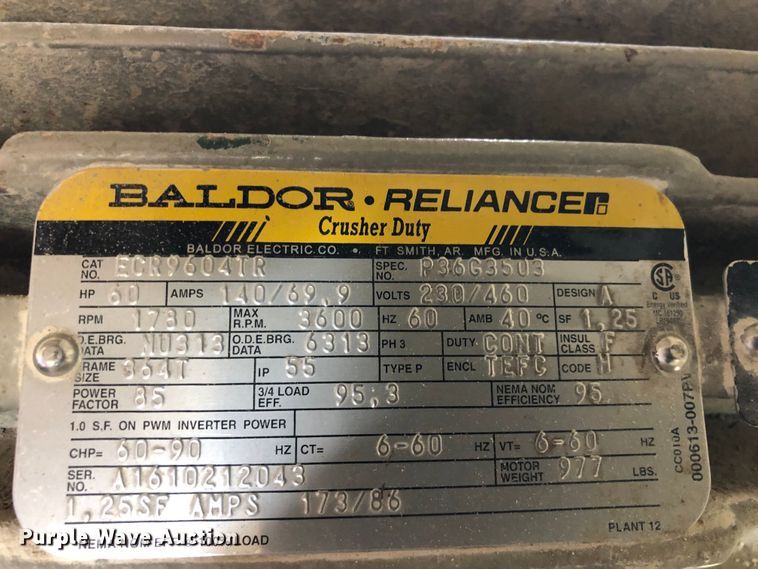 BALDOR • RELIANCE
Crusher Duty
BALDOR ELECTRIC.CO. • FT SMITH, AR. MFG. IN U.S.A.
CAT NO. ECR9604TR SPEC. NO. P36G3503
HP 60 AMPS 140/69.9 VOLTS 230/460 DESIGN A
RPM 1780 MAX R.P.M. 3600 HZ 60 AMB 40 °C SF 1.25
D.E.BRG. DATA NU313 O.D.E.BRG. DATA 6313 PH 3 DUTY CONT INSUL CLASS F
FRAME SIZE 364T IP 55 TYPE P ENCL TEFC CODE H
POWER FACTOR 85 3/4 LOAD EFF. 95.3 NEMA NOM EFFICIENCY 95
1.0 S.F. ON PWM INVERTER POWER
CHP= 60-90 HZ CT= 6-60 HZ VT= 6-60 HZ
SER. NO. A1610212043 MOTOR WEIGHT 977 LBS.
1.25SF AMPS 173/86
PLANT 12
LOAD
C US
Energy Verified
CC010A
000613-007PV
Purple Wave Auction